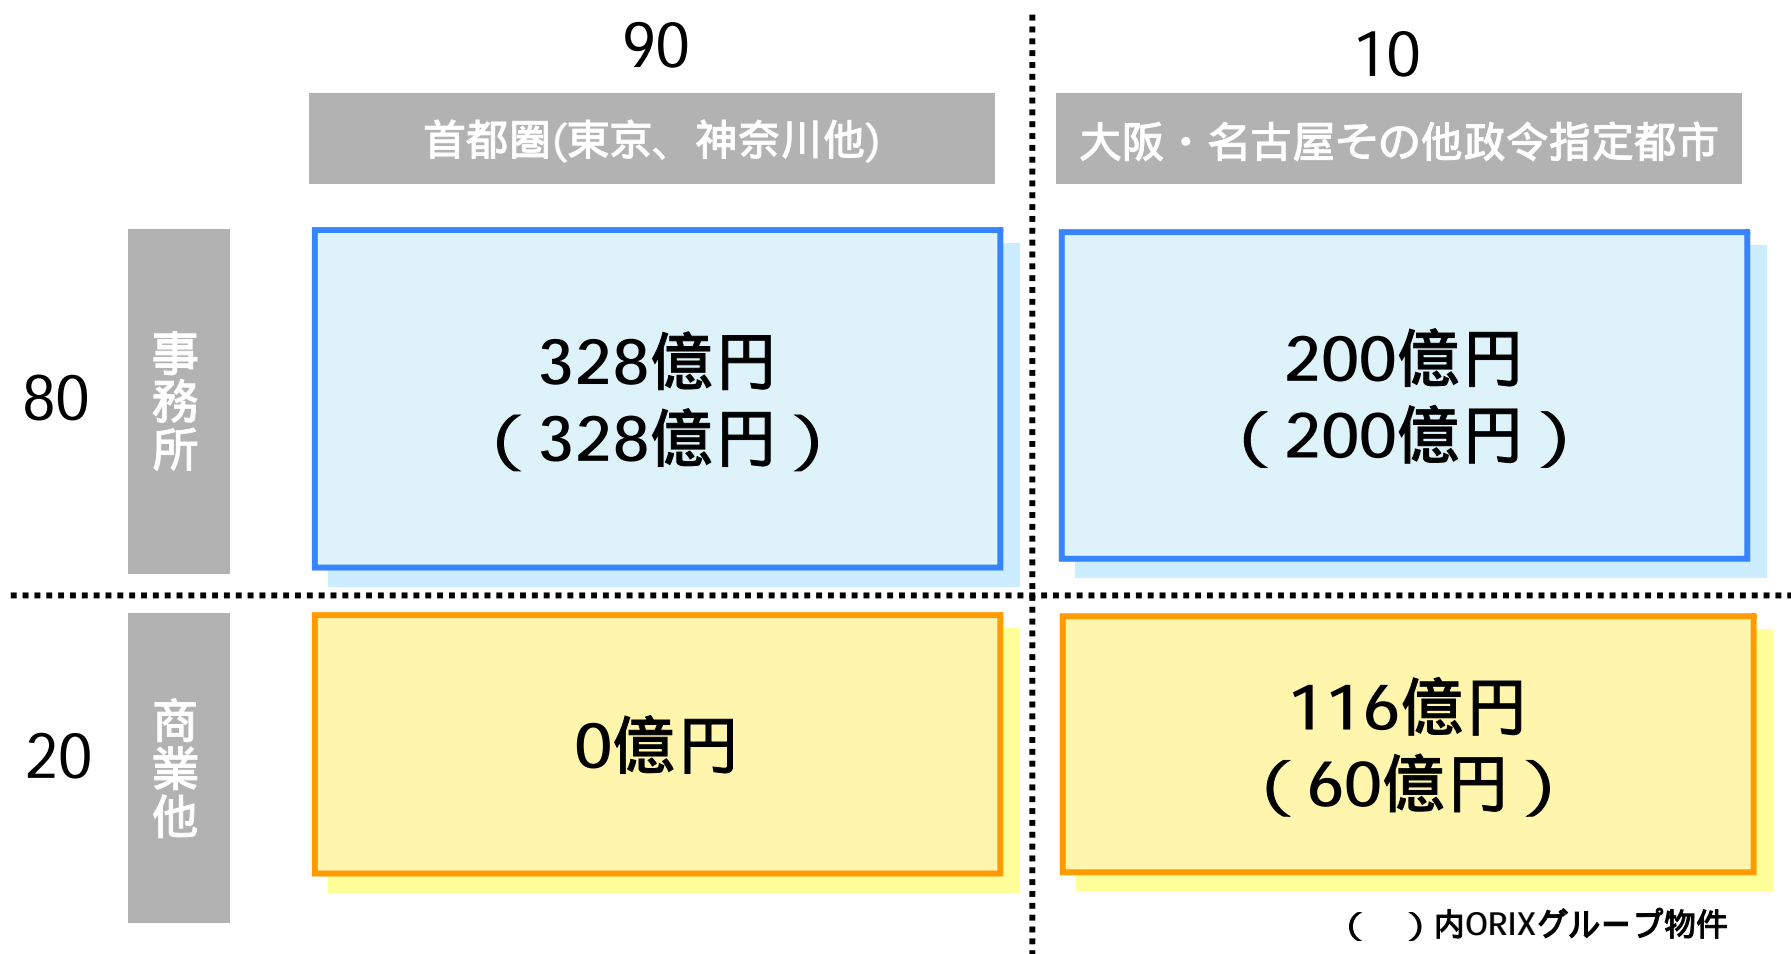 90
10
首都圏(東京、神奈川他)
大阪・名古屋その他政令指定都市
80
事務所
328億円
(328億円)
200億円
(200億円)
20
商業他
0億円
116億円
(60億円)
(　)内ORIXグループ物件